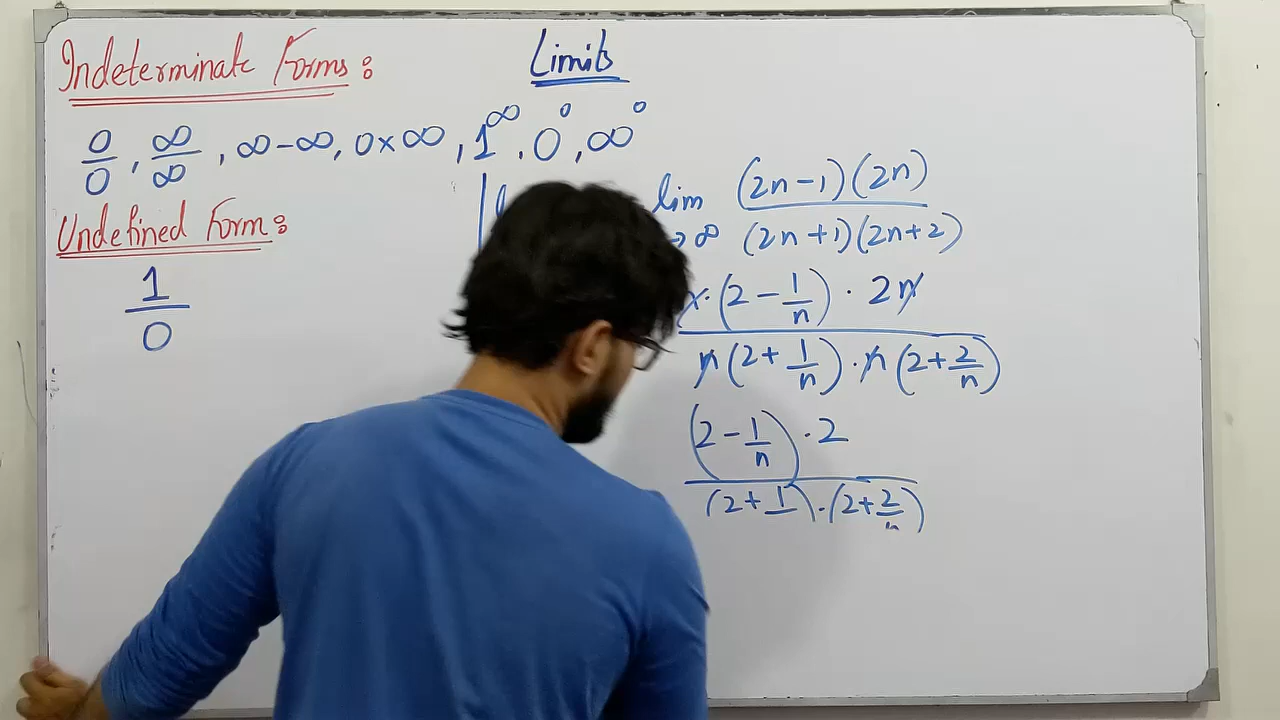 Indeterminate Forms:
Limits
0/0, ∞/∞, ∞-∞, 0×∞, 1^∞, 0^0, ∞^0
Undefined Form:
1/0
lim (2n-1)(2n)
→∞ (2n+1)(2n+2)
·(2-1/n)·2n
n(2+1/n)·n(2+2/n)
(2-1/n)·2
(2+1/ )·(2+2/n)